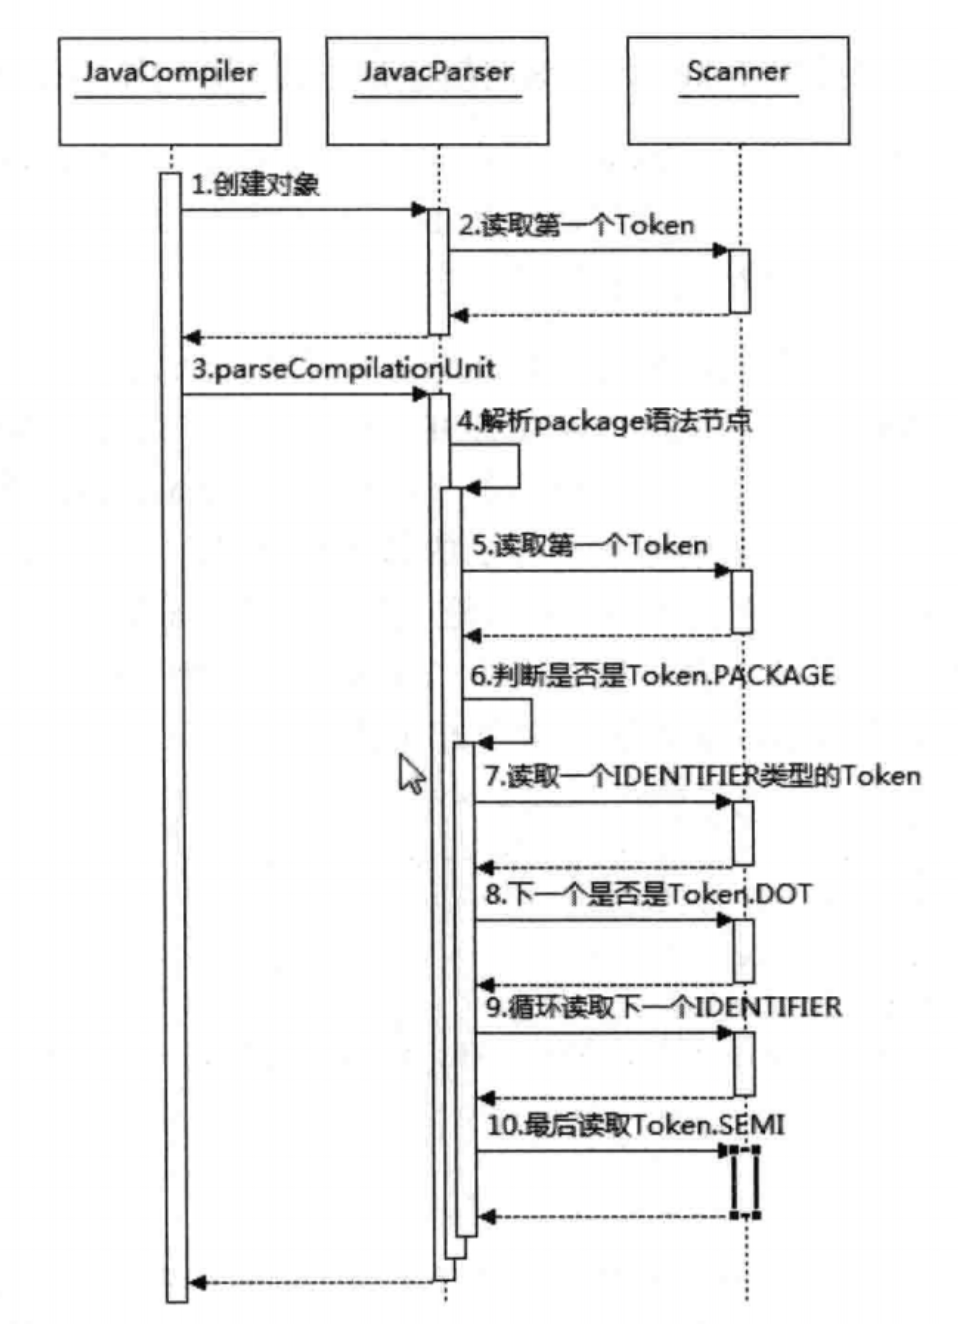 JavaCompiler
JavacParser
Scanner
1.创建对象
2.读取第一个Token
3.parseCompilationUnit
4.解析package语法节点
5.读取第一个Token
6.判断是否是Token.PACKAGE
7.读取一个IDENTIFIER类型的Token
8.下一个是否是Token.DOT
9.循环读取下一个IDENTIFIER
10.最后读取Token.SEMI